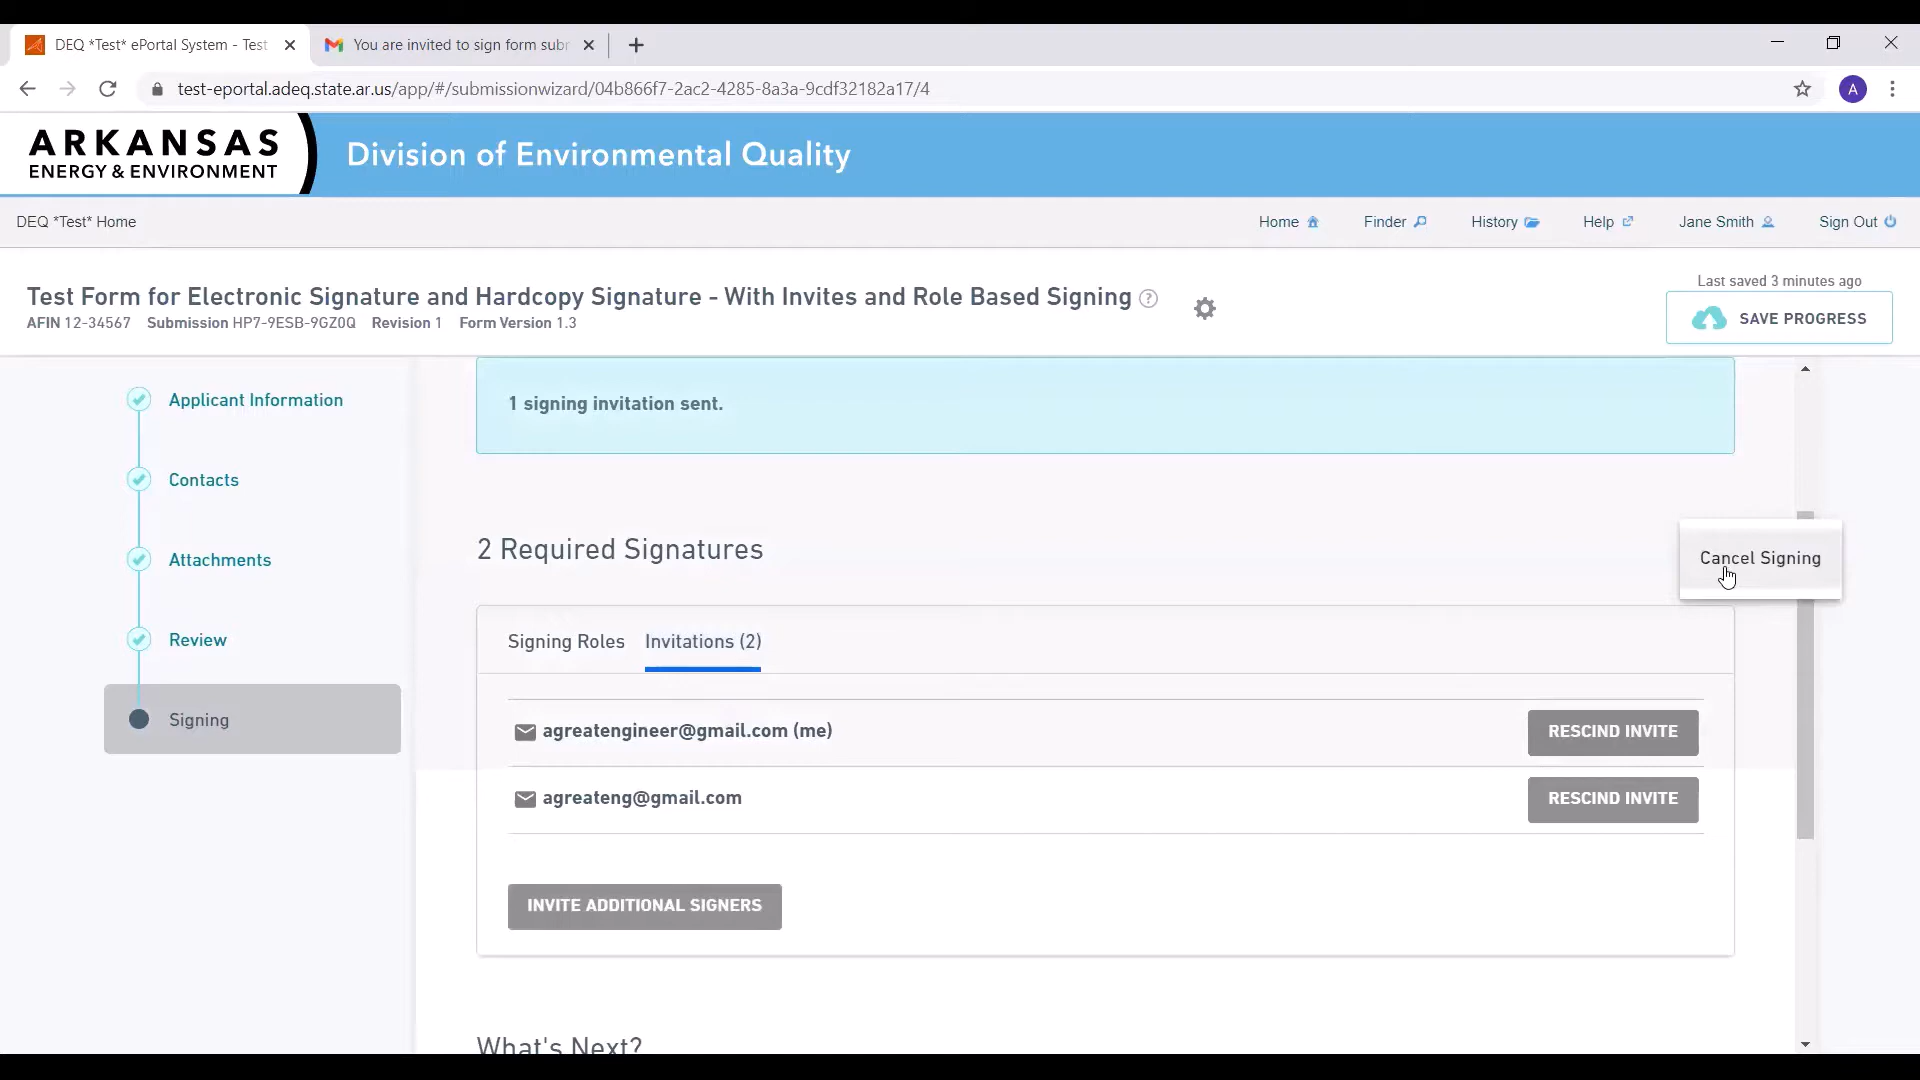 DEQ *Test* ePortal System - Test
You are invited to sign form subr
test-eportal.adeq.state.ar.us/app/#/submissionwizard/04b866f7-2ac2-4285-8a3a-9cdf32182a17/4
A
ARKANSAS
ENERGY & ENVIRONMENT
Division of Environmental Quality
DEQ *Test* Home
Home
Finder
History
Help
Jane Smith
Sign Out
Test Form for Electronic Signature and Hardcopy Signature - With Invites and Role Based Signing ?
AFIN 12-34567 Submission HP7-9ESB-9GZ0Q Revision 1 Form Version 1.3
Last saved 3 minutes ago
SAVE PROGRESS
Applicant Information
Contacts
Attachments
Review
Signing
1 signing invitation sent.
2 Required Signatures
Cancel Signing
Signing Roles
Invitations (2)
agreatengineer@gmail.com (me)
RESCIND INVITE
agreateng@gmail.com
RESCIND INVITE
INVITE ADDITIONAL SIGNERS
What's Next?